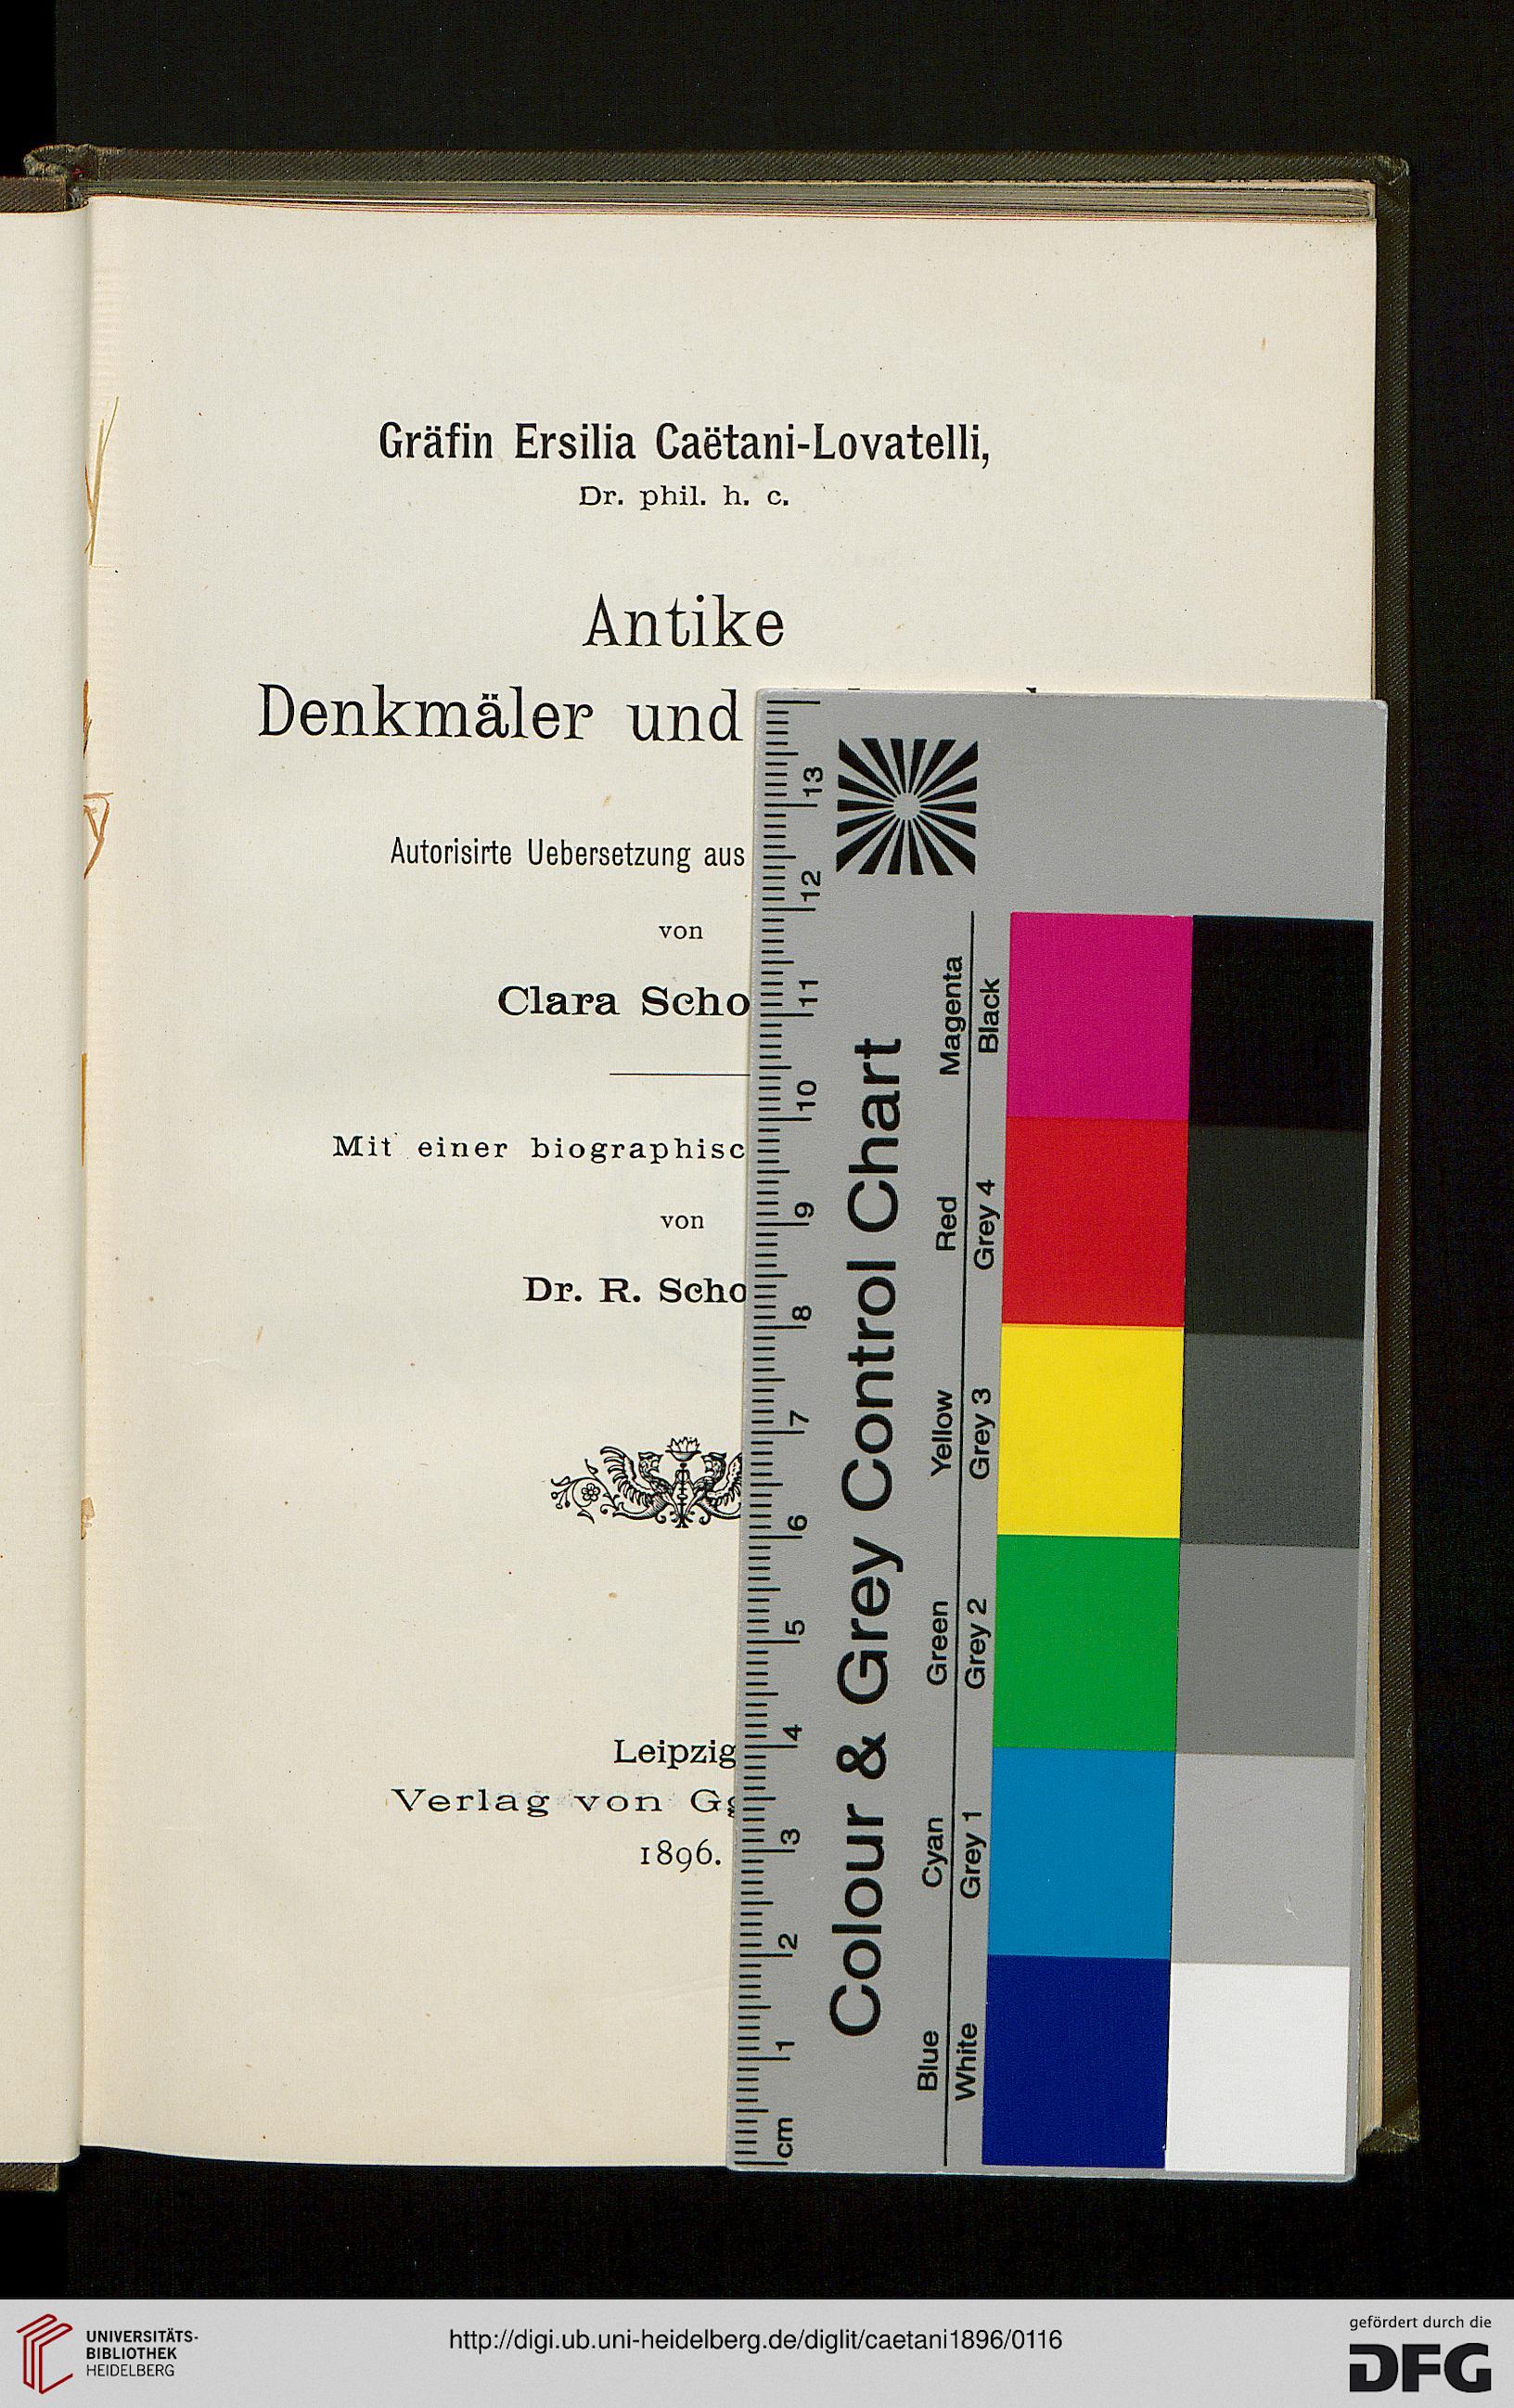 Gräfin Ersilia Caëtani-Lovatelli,
Dr. phil. h. c.
Antike
Denkmäler und
Autorisirte Uebersetzung aus
von
Clara Scho
Mit einer biographisc
von
Dr. R. Scho
Leipzig
Verlag von
1896.
13
12
11
10
9
8
7
6
5
4
3
2
1
cm
Colour & Grey Control Chart
Magenta
Red
Yellow
Green
Cyan
Blue
Black
Grey 4
Grey 3
Grey 2
Grey 1
White
UNIVERSITÄTS-
BIBLIOTHEK
HEIDELBERG
http://digi.ub.uni-heidelberg.de/diglit/caetani1896/0116
gefördert durch die
DFG